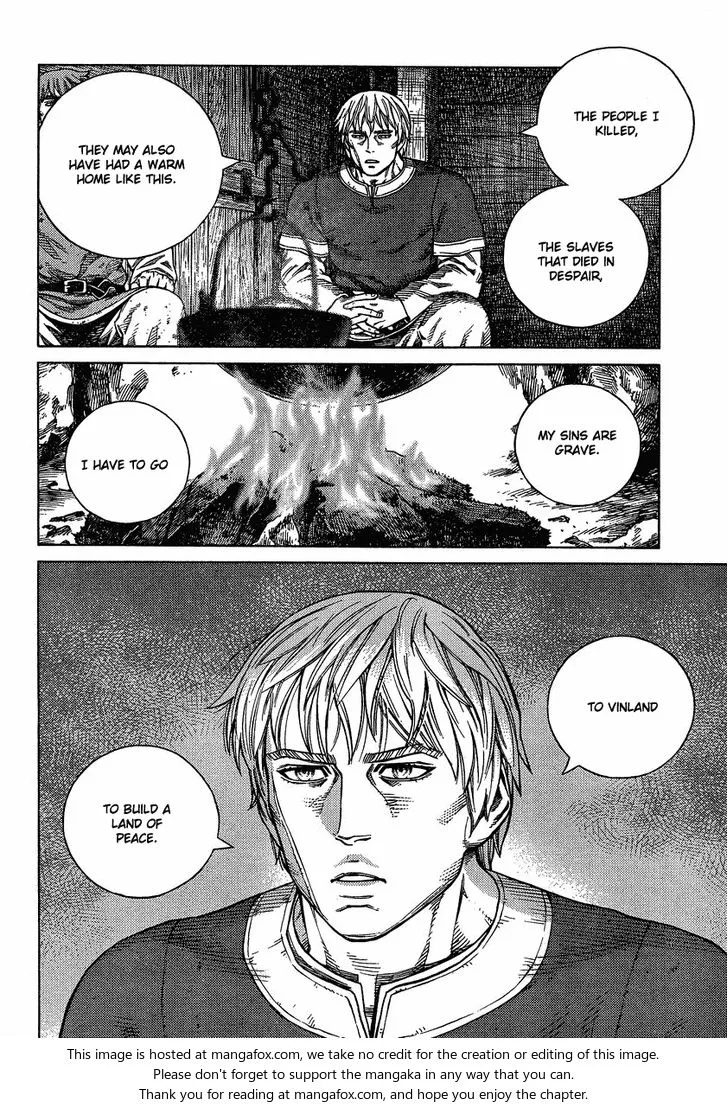 THE PEOPLE I
KILLED,
THE SLAVES
THAT DIED IN
DESPAIR,
THEY MAY ALSO
HAVE HAD A WARM
HOME LIKE THIS.
MY SINS ARE
GRAVE.
I HAVE TO GO
TO VINLAND
TO BUILD A
LAND OF
PEACE.
This image is hosted at mangafox.com, we take no credit for the creation or editing of this image.
Please don't forget to support the mangaka in any way that you can.
Thank you for reading at mangafox.com, and hope you enjoy the chapter.